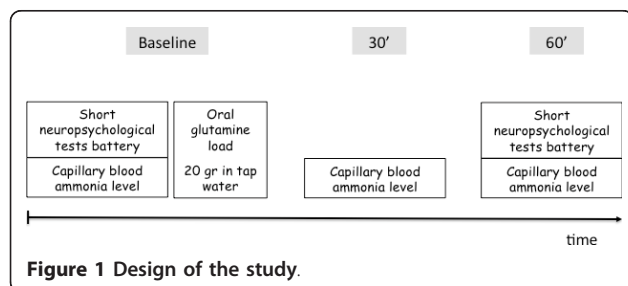 Baseline
30'
60'
Short
neuropsychological
tests battery
Capillary blood
ammonia level
Oral
glutamine
load
20 gr in tap
water
Capillary blood
ammonia level
Short
neuropsychological
tests battery
Capillary blood
ammonia level
time
Figure 1 Design of the study.